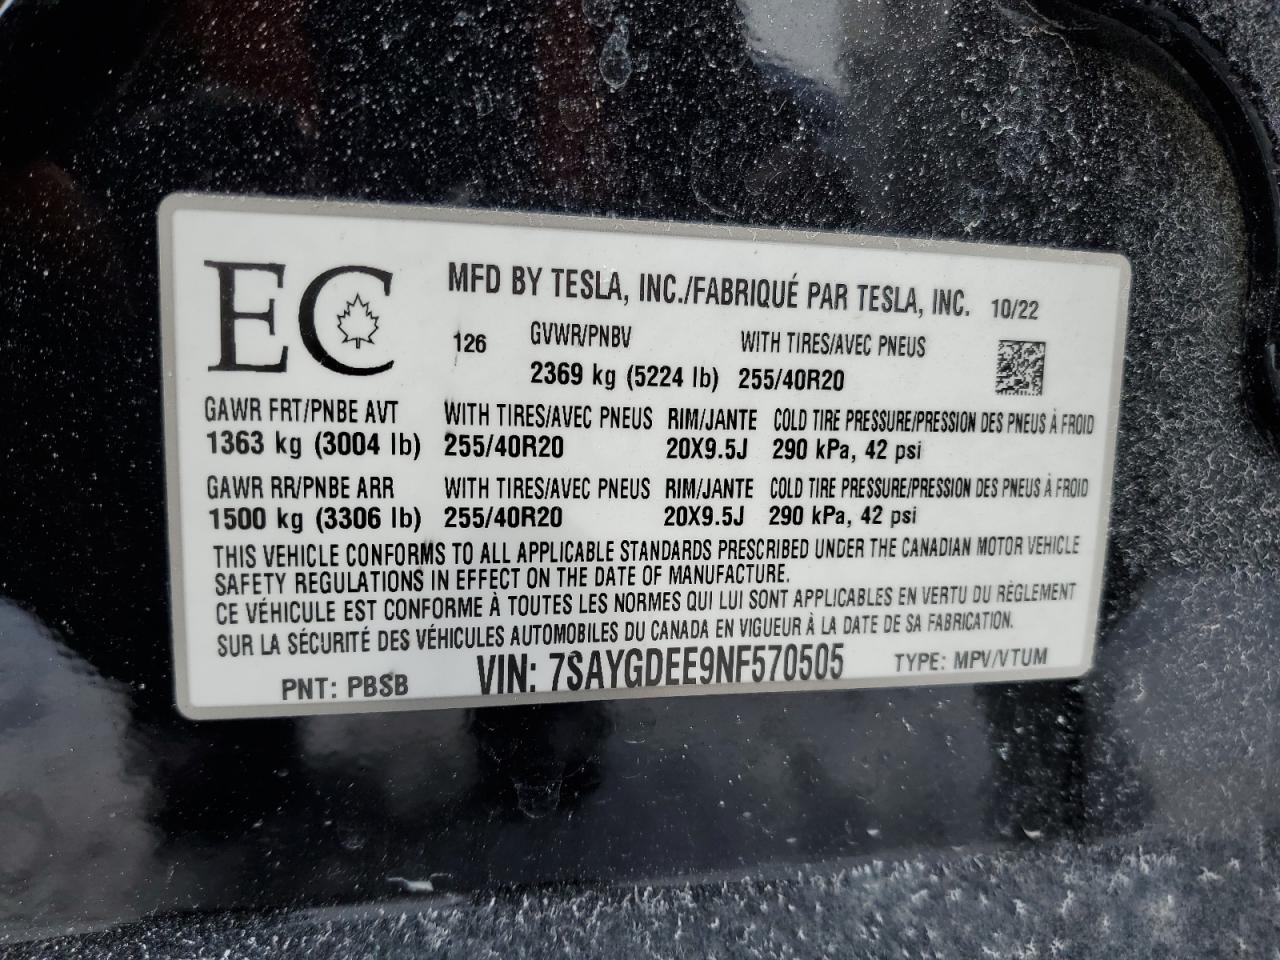 EC MFD BY TESLA, INC./FABRIQUÉ PAR TESLA, INC. 10/22
126 GVWR/PNBV WITH TIRES/AVEC PNEUS
2369 kg (5224 lb) 255/40R20
GAWR FRT/PNBE AVT WITH TIRES/AVEC PNEUS RIM/JANTE COLD TIRE PRESSURE/PRESSION DES PNEUS À FROID
1363 kg (3004 lb) 255/40R20 20X9.5J 290 kPa, 42 psi
GAWR RR/PNBE ARR WITH TIRES/AVEC PNEUS RIM/JANTE COLD TIRE PRESSURE/PRESSION DES PNEUS À FROID
1500 kg (3306 lb) 255/40R20 20X9.5J 290 kPa, 42 psi
THIS VEHICLE CONFORMS TO ALL APPLICABLE STANDARDS PRESCRIBED UNDER THE CANADIAN MOTOR VEHICLE
SAFETY REGULATIONS IN EFFECT ON THE DATE OF MANUFACTURE.
CE VÉHICULE EST CONFORME À TOUTES LES NORMES QUI LUI SONT APPLICABLES EN VERTU DU RÈGLEMENT
SUR LA SÉCURITÉ DES VÉHICULES AUTOMOBILES DU CANADA EN VIGUEUR À LA DATE DE SA FABRICATION.
PNT: PBSB VIN: 7SAYGDEE9NF570505 TYPE: MPV/VTUM